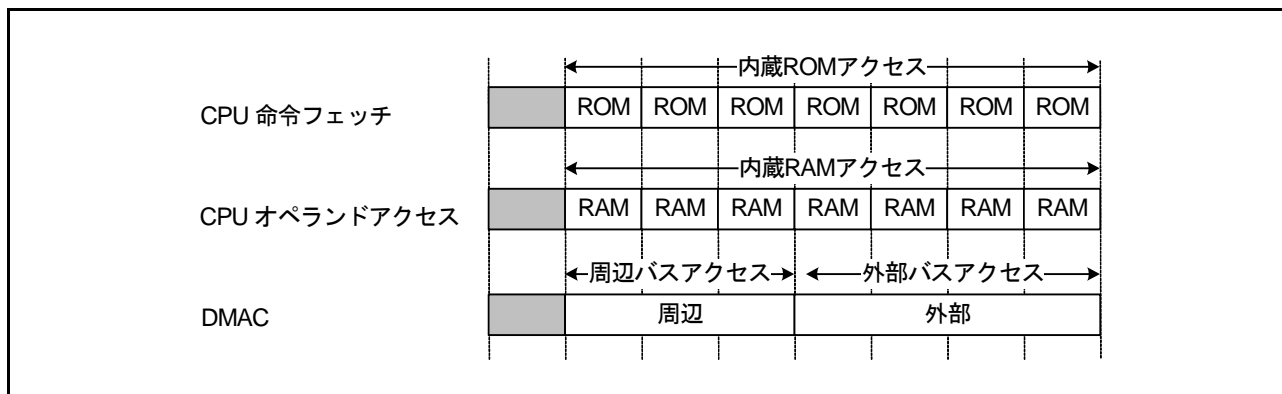 内蔵ROMアクセス
CPU 命令フェッチ
ROM ROM ROM ROM ROM ROM ROM
内蔵RAMアクセス
CPU オペランドアクセス
RAM RAM RAM RAM RAM RAM RAM
周辺バスアクセス 外部バスアクセス
DMAC
周辺 外部